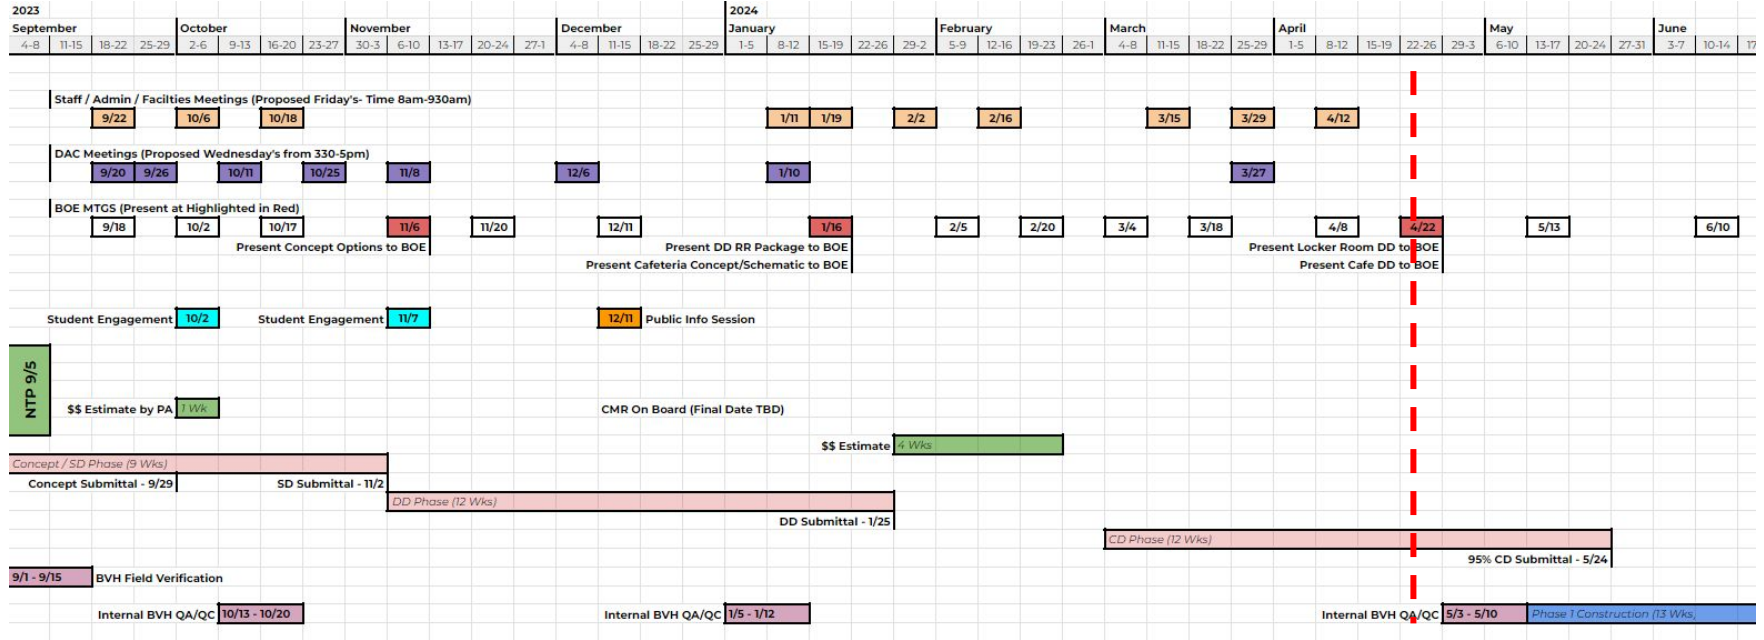 2023 2024
September October November December January February March April May June
4-8 11-15 18-22 25-29 2-6 9-13 16-20 23-27 30-3 6-10 13-17 20-24 27-1 4-8 11-15 18-22 25-29 1-5 8-12 15-19 22-26 29-2 5-9 12-16 19-23 26-1 4-8 11-15 18-22 25-29 1-5 8-12 15-19 22-26 29-3 6-10 13-17 20-24 27-31 3-7 10-14 17
Staff / Admin / Facilties Meetings (Proposed Friday's- Time 8am-930am)
9/22 10/6 10/18 1/11 1/19 2/2 2/16 3/15 3/29 4/12
DAC Meetings (Proposed Wednesday's from 330-5pm)
9/20 9/26 10/11 10/25 11/8 12/6 1/10 3/27
BOE MTGS (Present at Highlighted in Red)
9/18 10/2 10/17 11/6 11/20 12/11 1/16 2/5 2/20 3/4 3/18 4/8 4/22 5/13 6/10
Present Concept Options to BOE Present DD RR Package to BOE Present Locker Room DD to BOE
Present Cafeteria Concept/Schematic to BOE Present Cafe DD to BOE
Student Engagement 10/2 Student Engagement 11/7 12/11 Public Info Session
NTP 9/5
$$ Estimate by PA 1 Wk CMR On Board (Final Date TBD)
$$ Estimate 4 Wks
Concept / SD Phase (9 Wks)
Concept Submittal - 9/29 SD Submittal - 11/2
DD Phase (12 Wks)
DD Submittal - 1/25
CD Phase (12 Wks)
95% CD Submittal - 5/24
9/1 - 9/15 BVH Field Verification
Internal BVH QA/QC 10/13 - 10/20 Internal BVH QA/QC 1/5 - 1/12 Internal BVH QA/QC 5/3 - 5/10 Phase 1 Construction (13 Wks